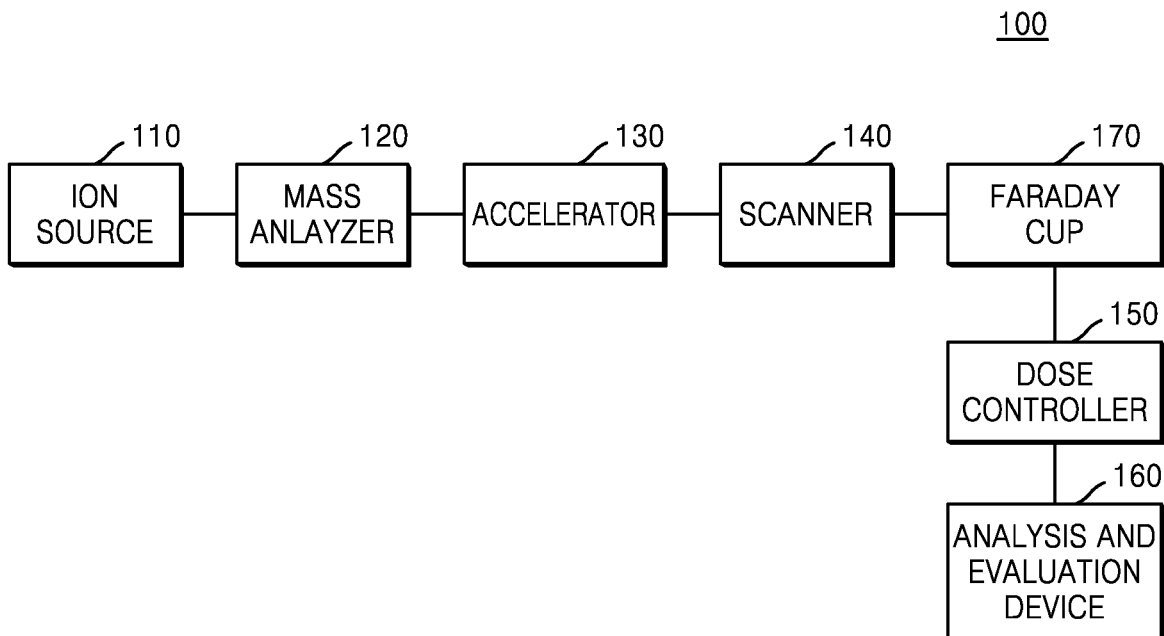 100
110
120
130
140
170
ION
SOURCE
MASS
ANLAYZER
ACCELERATOR
SCANNER
FARADAY
CUP
150
DOSE
CONTROLLER
160
ANALYSIS AND
EVALUATION
DEVICE